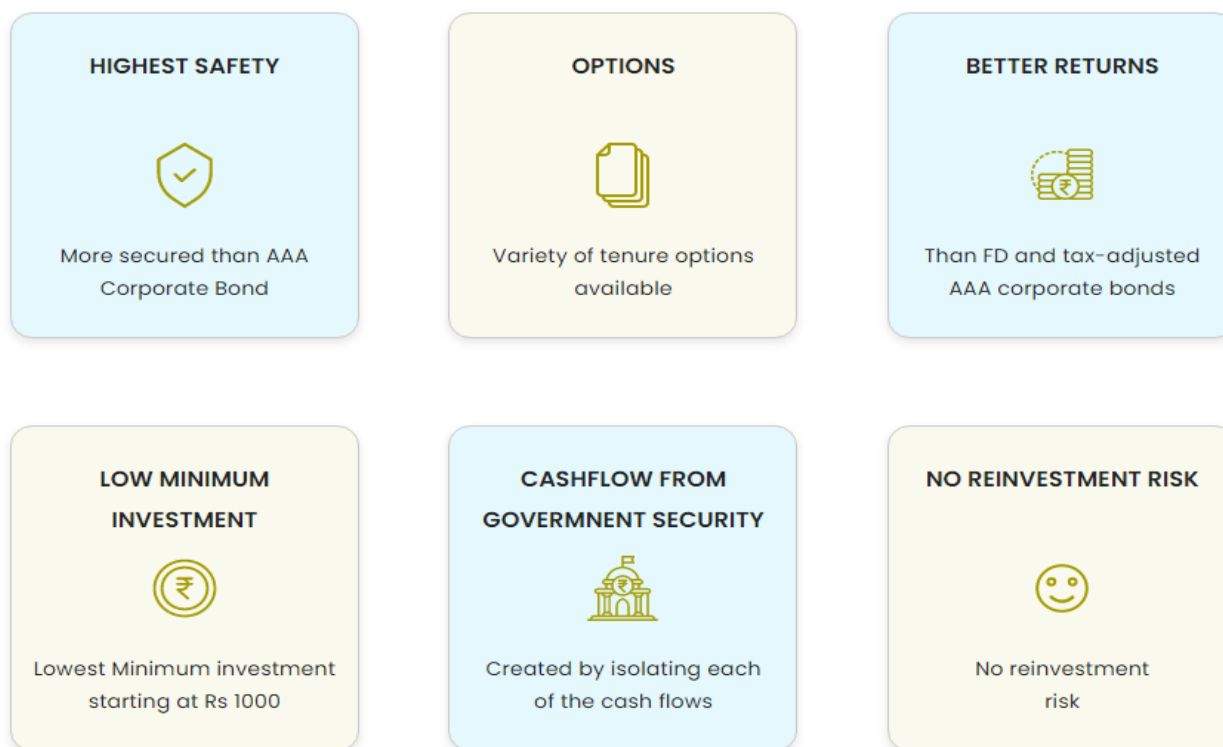 HIGHEST SAFETY
More secured than AAA
Corporate Bond
OPTIONS
Variety of tenure options
available
BETTER RETURNS
Than FD and tax-adjusted
AAA corporate bonds
LOW MINIMUM
INVESTMENT
₹
Lowest Minimum investment
starting at Rs 1000
CASHFLOW FROM
GOVERMNENT SECURITY
₹
Created by isolating each
of the cash flows
NO REINVESTMENT RISK
No reinvestment
risk